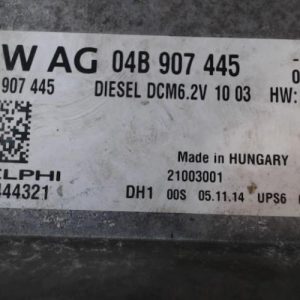 W AG 04B 907 445 -
907 445 DIESEL DCM6.2V 10 03 HW:
Made in HUNGARY
ELPHI 21003001
444321 DH1 00S 05.11.14 UPS6